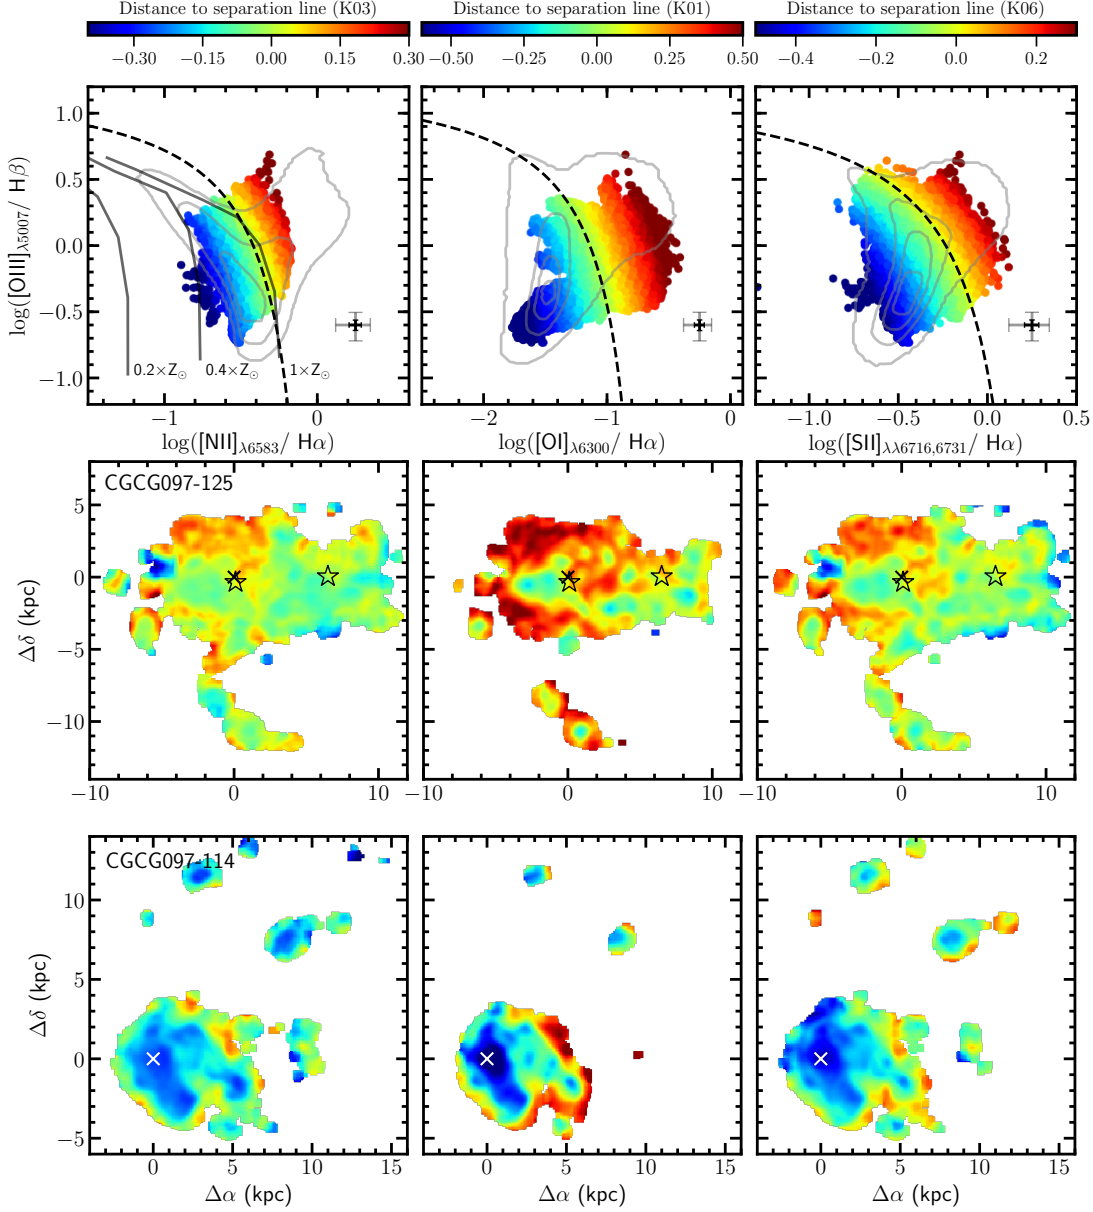 Distance to separation line (K03) Distance to separation line (K01) Distance to separation line (K06)
−0.30 −0.15 0.00 0.15 0.30 −0.50 −0.25 0.00 0.25 0.50 −0.4 −0.2 0.0 0.2
1.0
0.5
0.0
−0.5
−1.0
log([OIII]λ5007/ Hβ)
0.2×Z⊙ 0.4×Z⊙ 1×Z⊙
−1 0 −2 −1 0 −1.0 −0.5 0.0 0.5
log([NII]λ6583/ Hα) log([OI]λ6300/ Hα) log([SII]λλ6716,6731/ Hα)
CGCG097-125
5
0
−5
−10
Δδ (kpc)
−10 0 10 0 10 −10 0 10
CGCG097-114
10
5
0
−5
Δδ (kpc)
0 5 10 15 0 5 10 15 0 5 10 15
Δα (kpc) Δα (kpc) Δα (kpc)